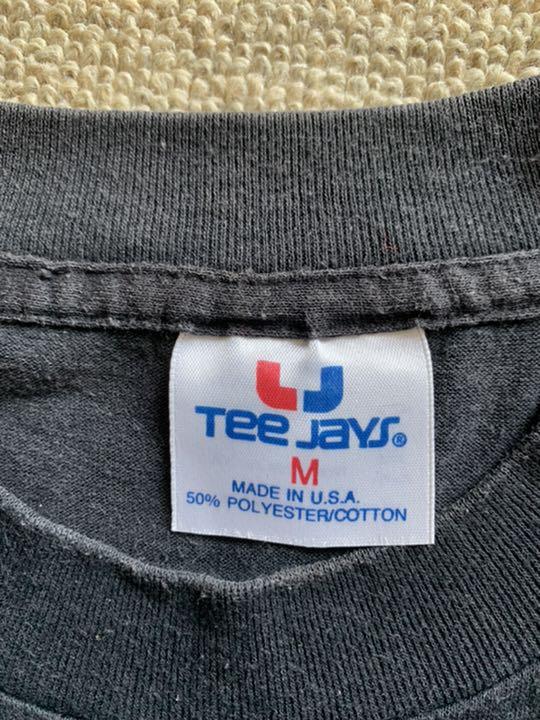 Tee Jays®
M
MADE IN U.S.A.
50% POLYESTER/COTTON